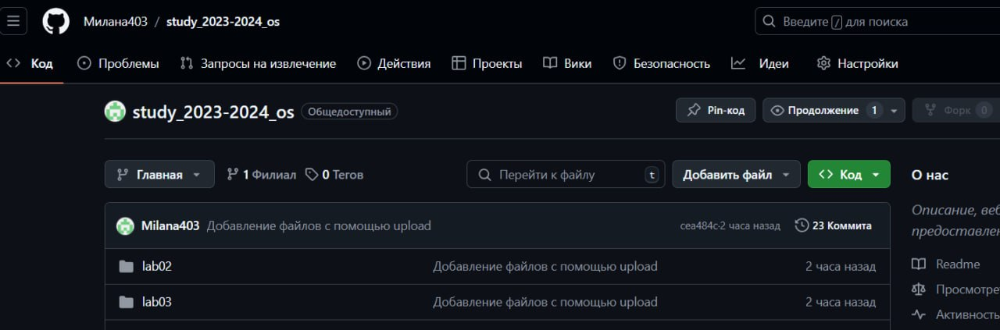 Милана403 / study_2023-2024_os
Введите / для поиска
Код Проблемы Запросы на извлечение Действия Проекты Вики Безопасность Идеи Настройки
study_2023-2024_os Общедоступный
Pin-код Продолжение 1 Форк 0
Главная 1 Филиал 0 Тегов Перейти к файлу t Добавить файл Код О нас
Milana403 Добавление файлов с помощью upload cea484c·2 часа назад 23 Коммита
Описание, веб
предоставлен
lab02 Добавление файлов с помощью upload 2 часа назад
Readme
Просмотре
lab03 Добавление файлов с помощью upload 2 часа назад
Активность